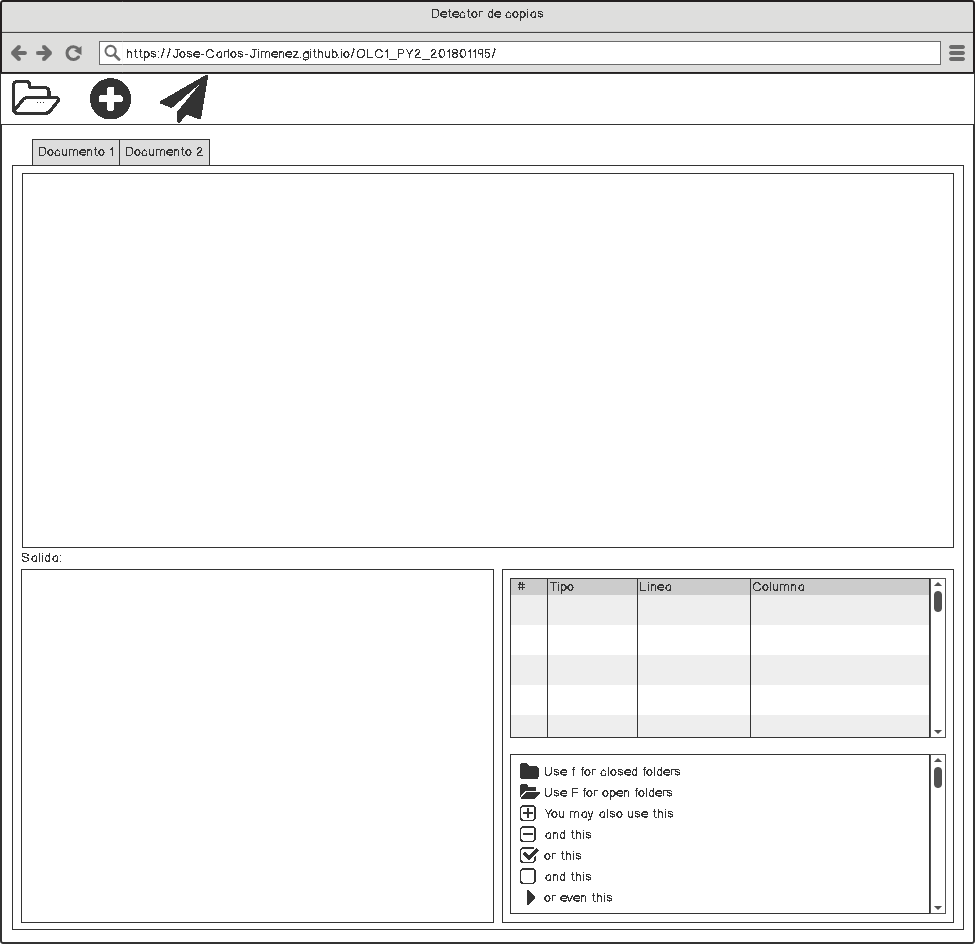 Detector de copias
https://Jose-Carlos-Jimenez.github.io/OLC1_PY2_201801195/
Documento 1 Documento 2
Salida:
# Tipo Linea Columna
Use f for closed folders
Use F for open folders
You may also use this
and this
or this
and this
or even this